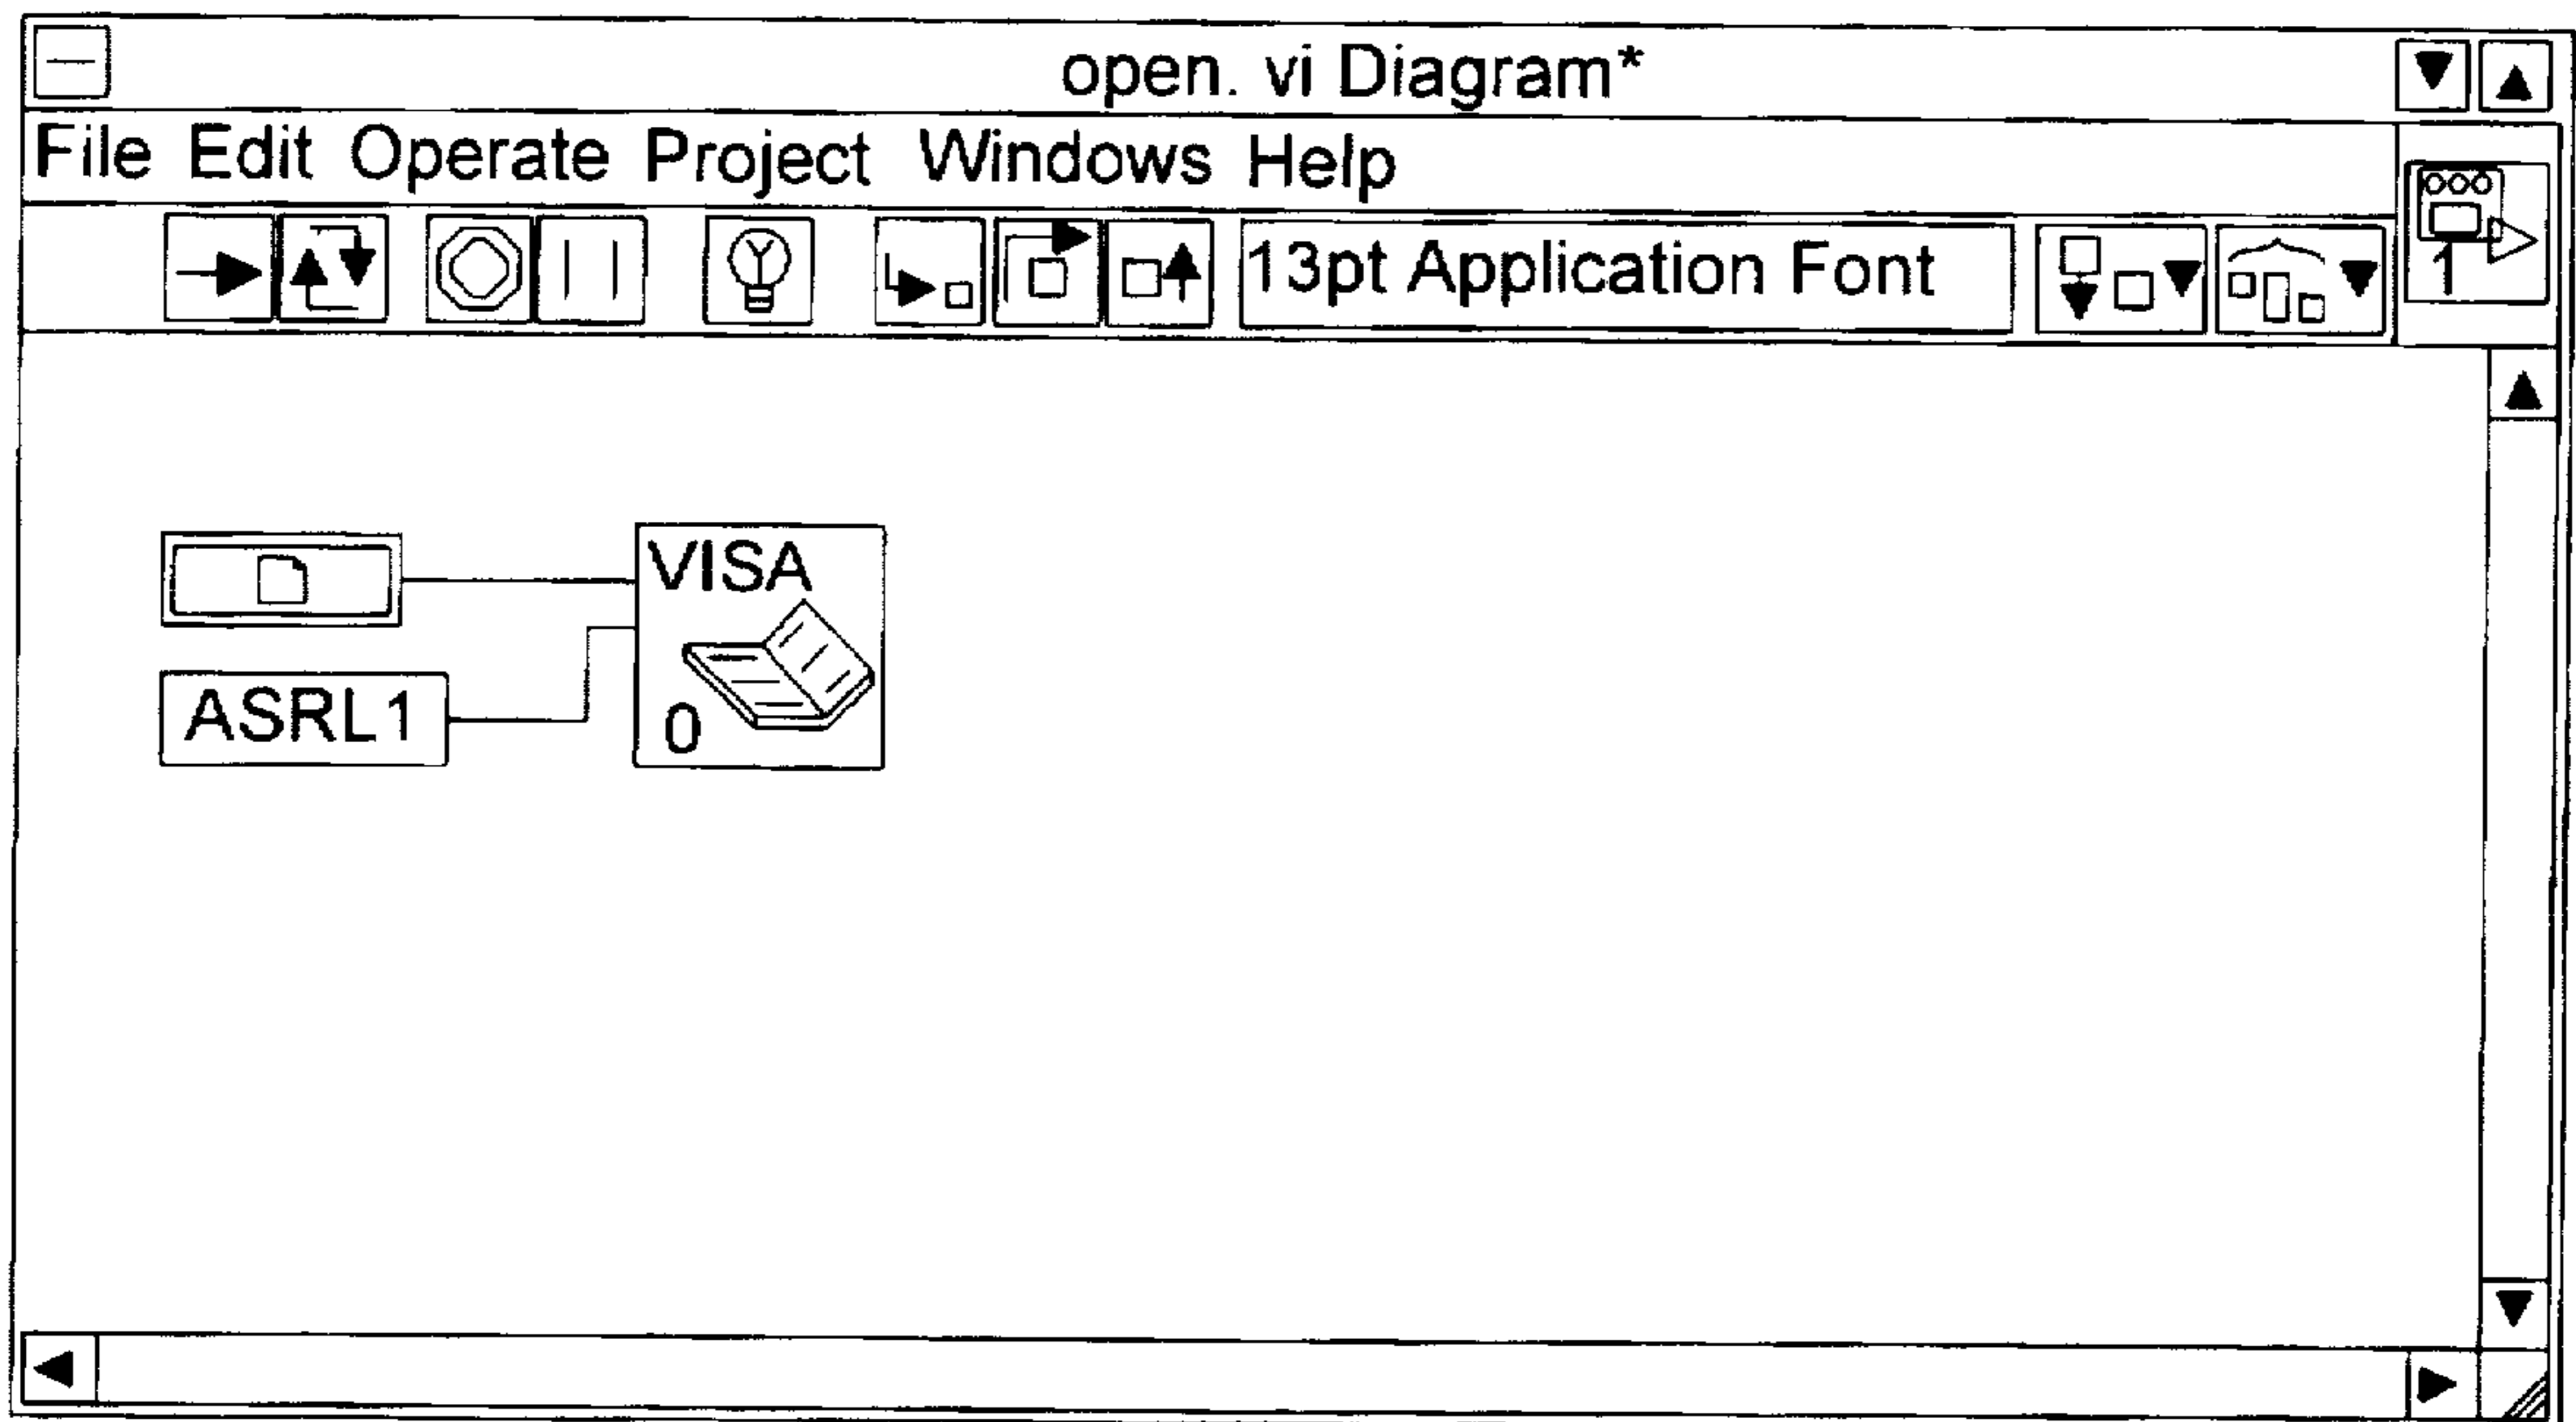 open. vi Diagram*
File Edit Operate Project Windows Help
13pt Application Font
1
VISA
0
ASRL1